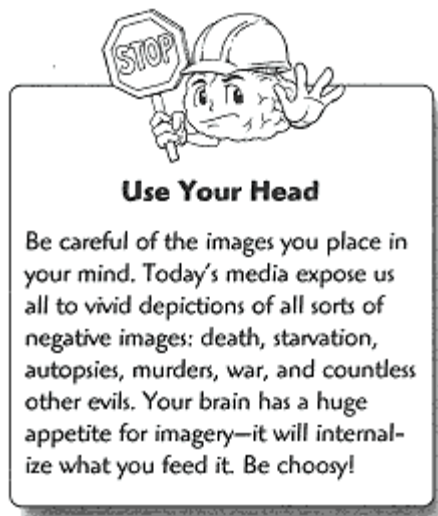 STOP
Use Your Head
Be careful of the images you place in
your mind. Today's media expose us
all to vivid depictions of all sorts of
negative images: death, starvation,
autopsies, murders, war, and countless
other evils. Your brain has a huge
appetite for imagery—it will internal-
ize what you feed it. Be choosy!